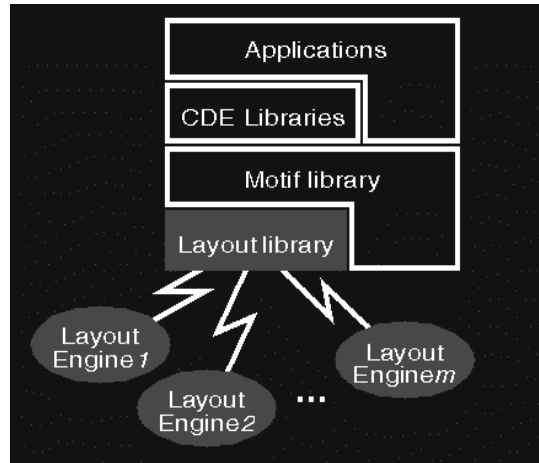 Applications
CDE Libraries
Motif library
Layout library
Layout
Engine1
Layout
Engine2
...
Layout
Enginem